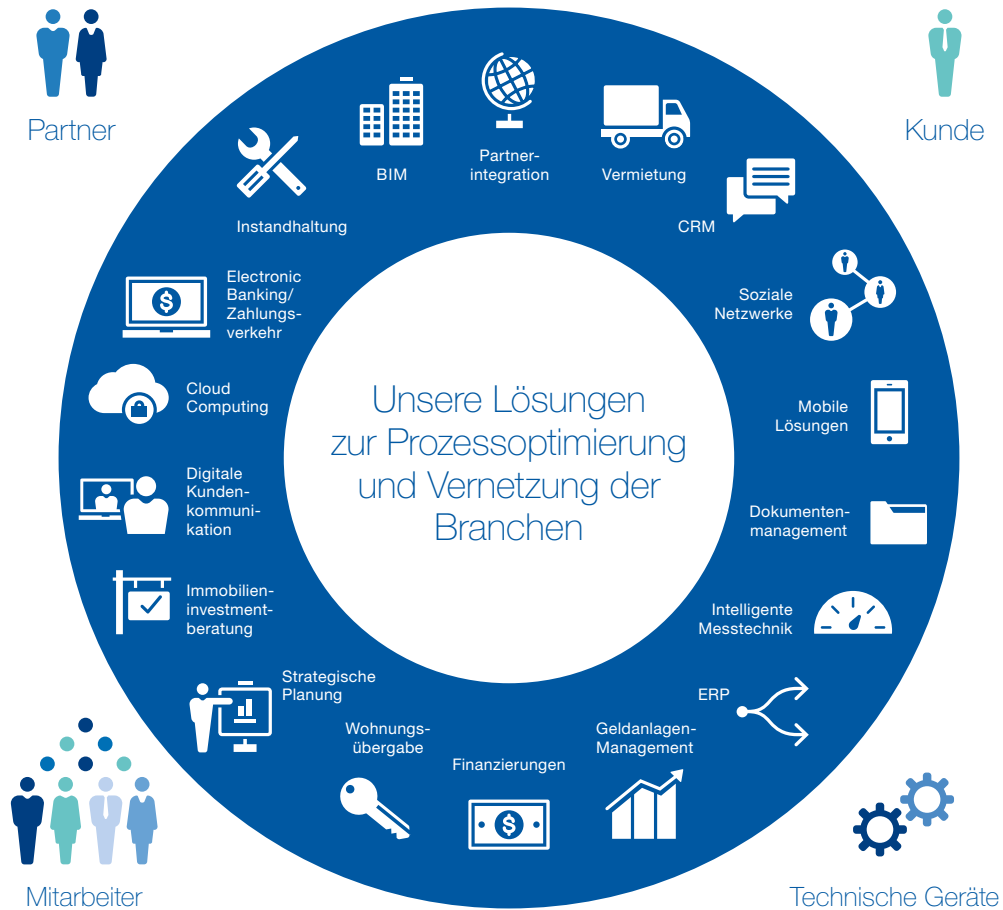 Partner
Kunde
Partner-
integration
BIM
Vermietung
CRM
Instandhaltung
Soziale
Netzwerke
Electronic
Banking/
Zahlungs-
verkehr
Cloud
Computing
Mobile
Lösungen
Unsere Lösungen
zur Prozessoptimierung
und Vernetzung der
Branchen
Digitale
Kunden-
kommuni-
kation
Dokumenten-
management
Immobilien-
investment-
beratung
Intelligente
Messtechnik
Strategische
Planung
ERP
Wohnungs-
übergabe
Finanzierungen
Geldanlagen-
Management
Mitarbeiter
Technische Geräte